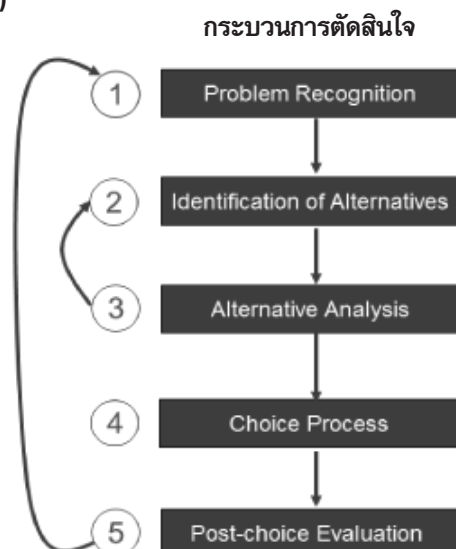 )
กระบวนการตัดสินใจ
1 Problem Recognition
2 Identification of Alternatives
3 Alternative Analysis
4 Choice Process
5 Post-choice Evaluation